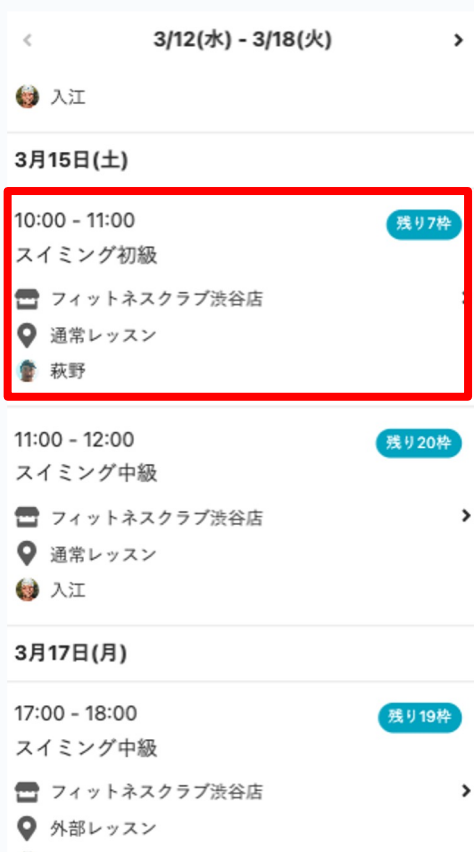 3/12(水) - 3/18(火)
入江
3月15日(土)
10:00 - 11:00
残り7枠
スイミング初級
フィットネスクラブ渋谷店
通常レッスン
萩野
11:00 - 12:00
残り20枠
スイミング中級
フィットネスクラブ渋谷店
通常レッスン
入江
3月17日(月)
17:00 - 18:00
残り19枠
スイミング中級
フィットネスクラブ渋谷店
外部レッスン